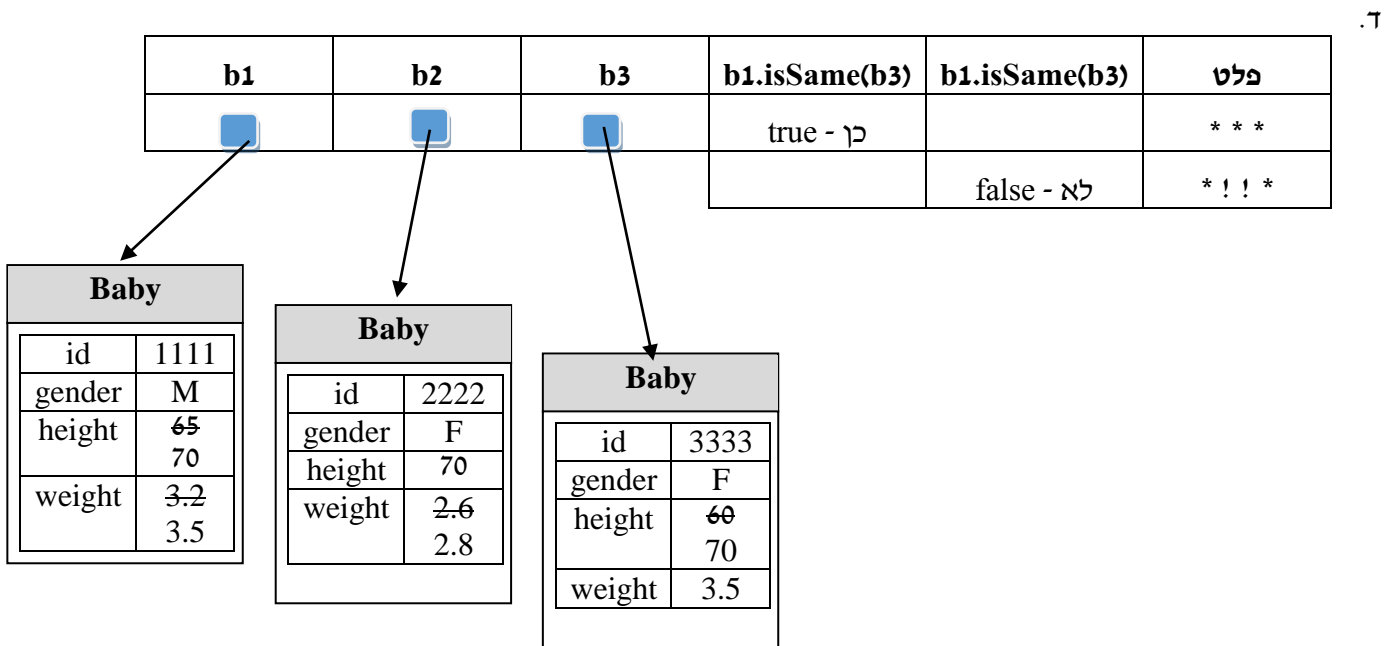 ד.
b1 b2 b3 b1.isSame(b3) b1.isSame(b3) פלט
כן - true * * *
לא - false * ! ! *
Baby
id 1111
gender M
height 65
70
weight 3.2
3.5
Baby
id 2222
gender F
height 70
weight 2.6
2.8
Baby
id 3333
gender F
height 60
70
weight 3.5